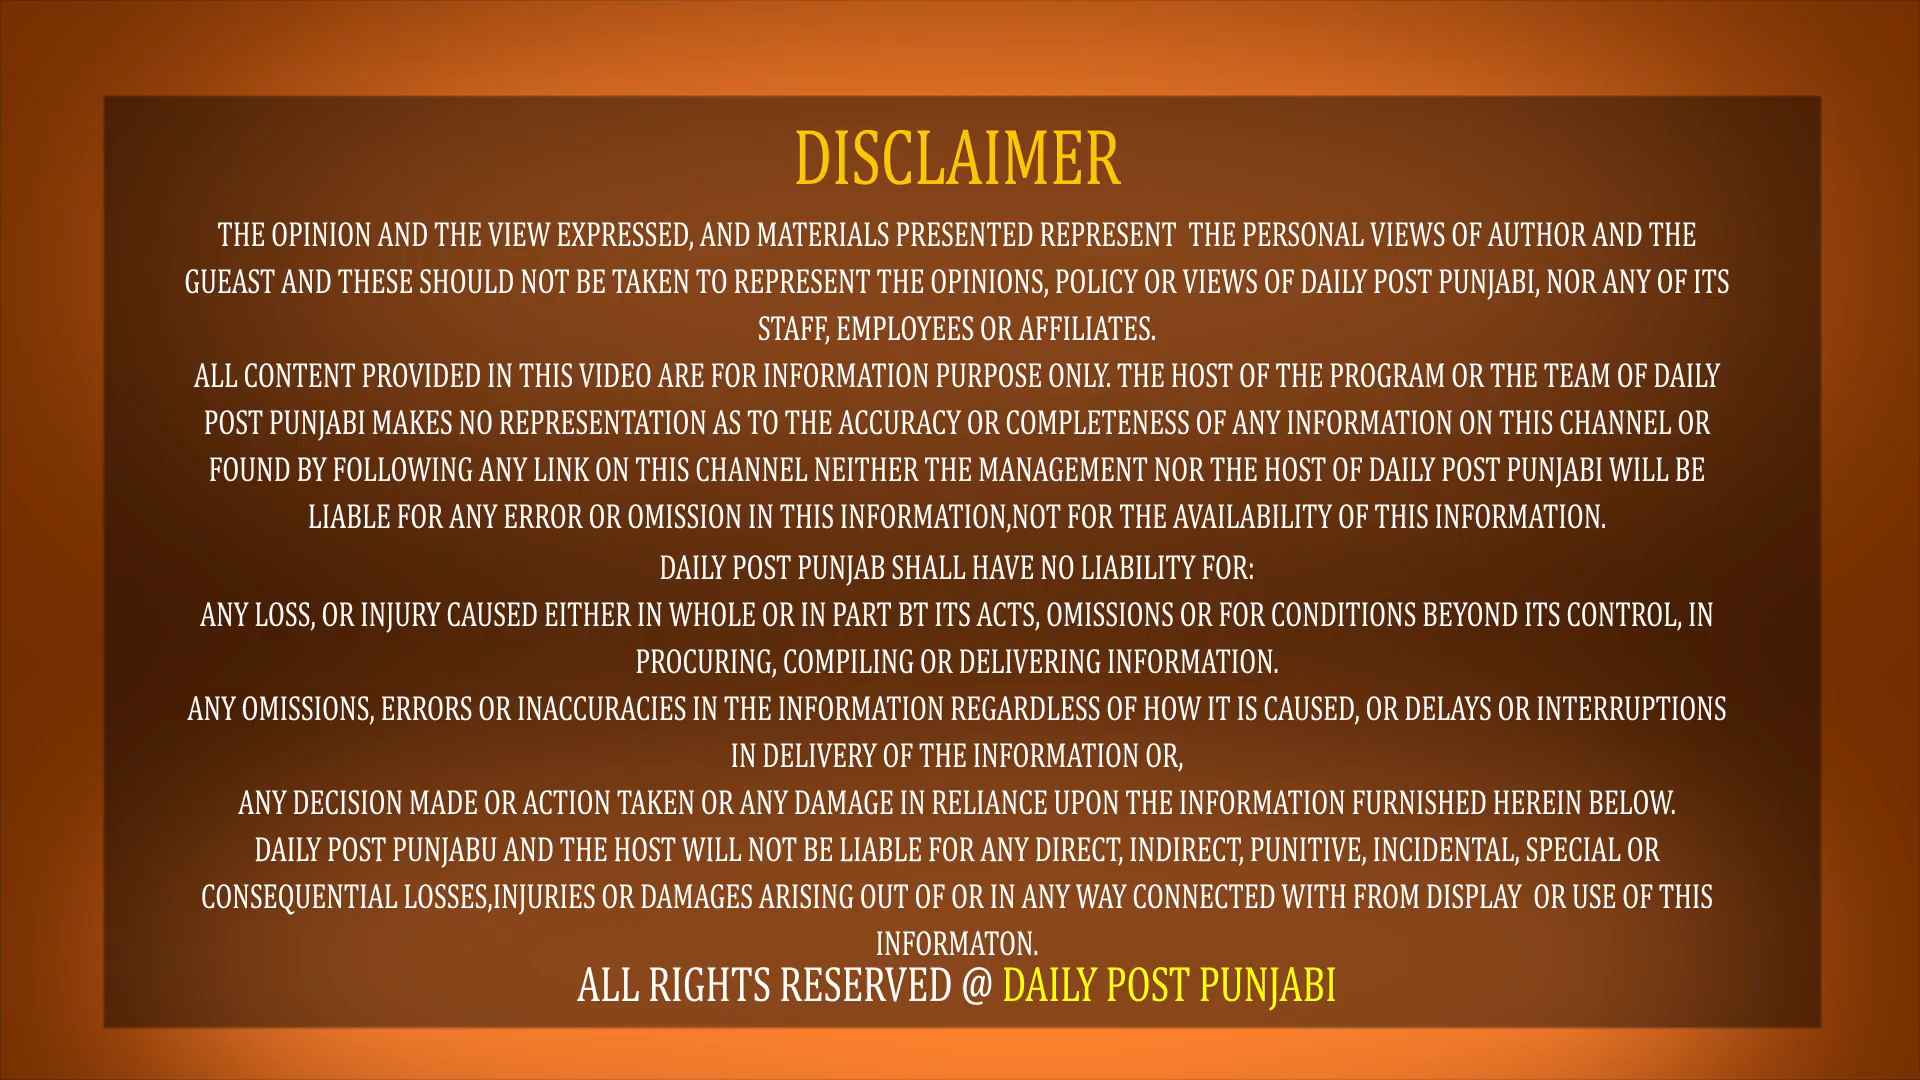 DISCLAIMER
THE OPINION AND THE VIEW EXPRESSED, AND MATERIALS PRESENTED REPRESENT  THE PERSONAL VIEWS OF AUTHOR AND THE
GUEAST AND THESE SHOULD NOT BE TAKEN TO REPRESENT THE OPINIONS, POLICY OR VIEWS OF DAILY POST PUNJABI, NOR ANY OF ITS
STAFF, EMPLOYEES OR AFFILIATES.
ALL CONTENT PROVIDED IN THIS VIDEO ARE FOR INFORMATION PURPOSE ONLY. THE HOST OF THE PROGRAM OR THE TEAM OF DAILY
POST PUNJABI MAKES NO REPRESENTATION AS TO THE ACCURACY OR COMPLETENESS OF ANY INFORMATION ON THIS CHANNEL OR
FOUND BY FOLLOWING ANY LINK ON THIS CHANNEL NEITHER THE MANAGEMENT NOR THE HOST OF DAILY POST PUNJABI WILL BE
LIABLE FOR ANY ERROR OR OMISSION IN THIS INFORMATION,NOT FOR THE AVAILABILITY OF THIS INFORMATION.
DAILY POST PUNJAB SHALL HAVE NO LIABILITY FOR:
ANY LOSS, OR INJURY CAUSED EITHER IN WHOLE OR IN PART BT ITS ACTS, OMISSIONS OR FOR CONDITIONS BEYOND ITS CONTROL, IN
PROCURING, COMPILING OR DELIVERING INFORMATION.
ANY OMISSIONS, ERRORS OR INACCURACIES IN THE INFORMATION REGARDLESS OF HOW IT IS CAUSED, OR DELAYS OR INTERRUPTIONS
IN DELIVERY OF THE INFORMATION OR,
ANY DECISION MADE OR ACTION TAKEN OR ANY DAMAGE IN RELIANCE UPON THE INFORMATION FURNISHED HEREIN BELOW.
DAILY POST PUNJABU AND THE HOST WILL NOT BE LIABLE FOR ANY DIRECT, INDIRECT, PUNITIVE, INCIDENTAL, SPECIAL OR
CONSEQUENTIAL LOSSES,INJURIES OR DAMAGES ARISING OUT OF OR IN ANY WAY CONNECTED WITH FROM DISPLAY  OR USE OF THIS
INFORMATON.
ALL RIGHTS RESERVED @ DAILY POST PUNJABI